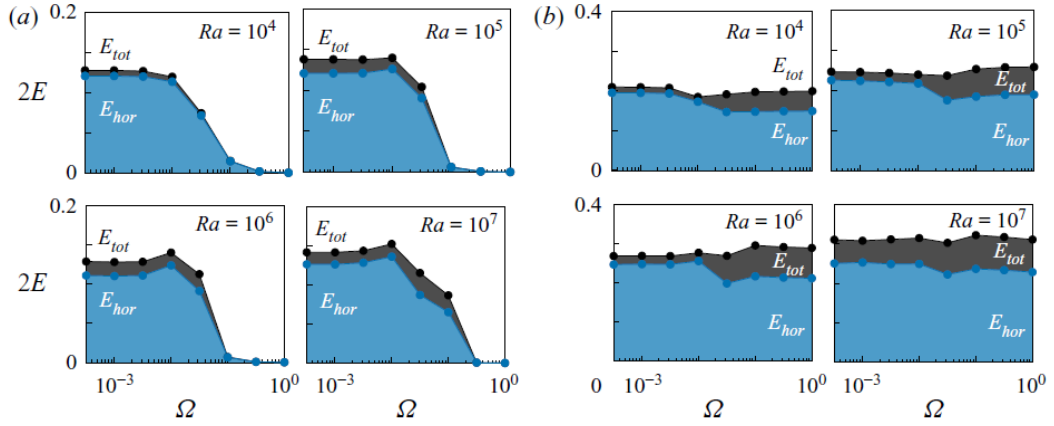 (a)
0.2
Ra = 10^4
E_tot
2E
E_hor
0
Ra = 10^5
E_tot
E_hor
0.2
Ra = 10^6
E_tot
2E
E_hor
0
10^-3
10^0
Ω
Ra = 10^7
E_tot
E_hor
10^-3
10^0
Ω
(b)
0.4
Ra = 10^4
E_tot
E_hor
0
Ra = 10^5
E_tot
E_hor
0.4
Ra = 10^6
E_tot
E_hor
0
10^-3
10^0
Ω
Ra = 10^7
E_tot
E_hor
10^-3
10^0
Ω